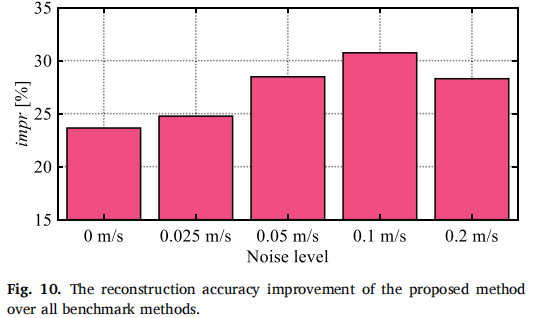 35
30
25
20
15
impr [%]
0 m/s 0.025 m/s 0.05 m/s 0.1 m/s 0.2 m/s
Noise level
Fig. 10. The reconstruction accuracy improvement of the proposed method
over all benchmark methods.